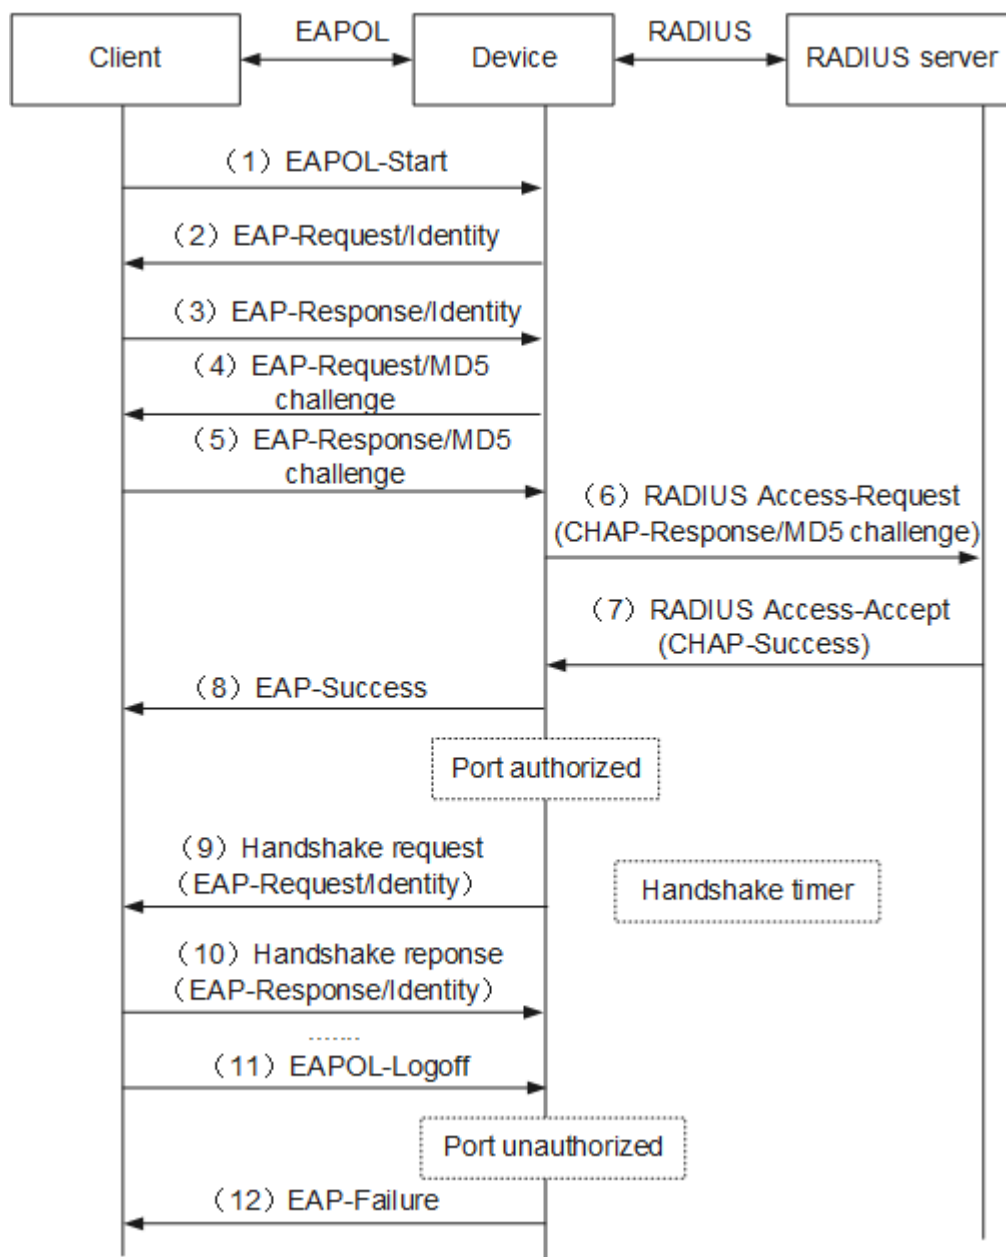 Client
EAPOL
Device
RADIUS
RADIUS server
（1）EAPOL-Start
（2）EAP-Request/Identity
（3）EAP-Response/Identity
（4）EAP-Request/MD5
challenge
（5）EAP-Response/MD5
challenge
（6）RADIUS Access-Request
(CHAP-Response/MD5 challenge)
（7）RADIUS Access-Accept
(CHAP-Success)
（8）EAP-Success
Port authorized
（9）Handshake request
（EAP-Request/Identity）
Handshake timer
（10）Handshake reponse
（EAP-Response/Identity）
.......
（11）EAPOL-Logoff
Port unauthorized
（12）EAP-Failure